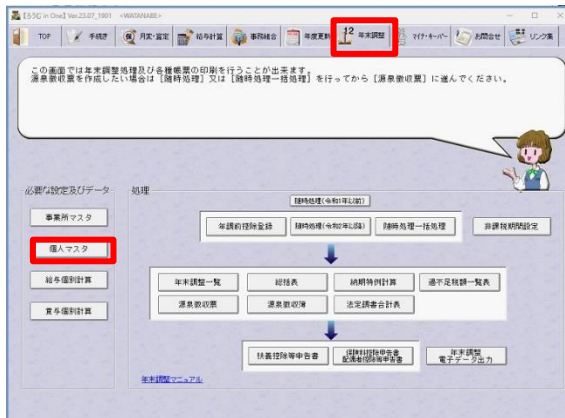 【ろうむ in One】 Ver.23.07_1901 <WATANABE>
TOP 手続き 月変・算定 給与計算 事務組合 年度更新 12 年末調整 マイナ・キーパー お問合せ リンク集
この画面では年末調整処理及び各種帳票の印刷を行うことが出来ます。
源泉徴収票を作成したい場合は［随時処理］又は［随時処理一括処理］を行ってから［源泉徴収票］に進んでください。
必要な設定及びデータ
事業所マスタ
個人マスタ
給与個別計算
賞与個別計算
処理
随時処理(令和1年以前)
年調前控除登録 随時処理(令和2年以降) 随時処理一括処理 非課税期間設定
年末調整一覧 総括表 納期特例計算 過不足税額一覧表
源泉徴収票 源泉徴収簿 法定調書合計表
扶養控除等申告書 保険料控除申告書 年末調整
配偶者控除等申告書 電子データ出力
年末調整マニュアル